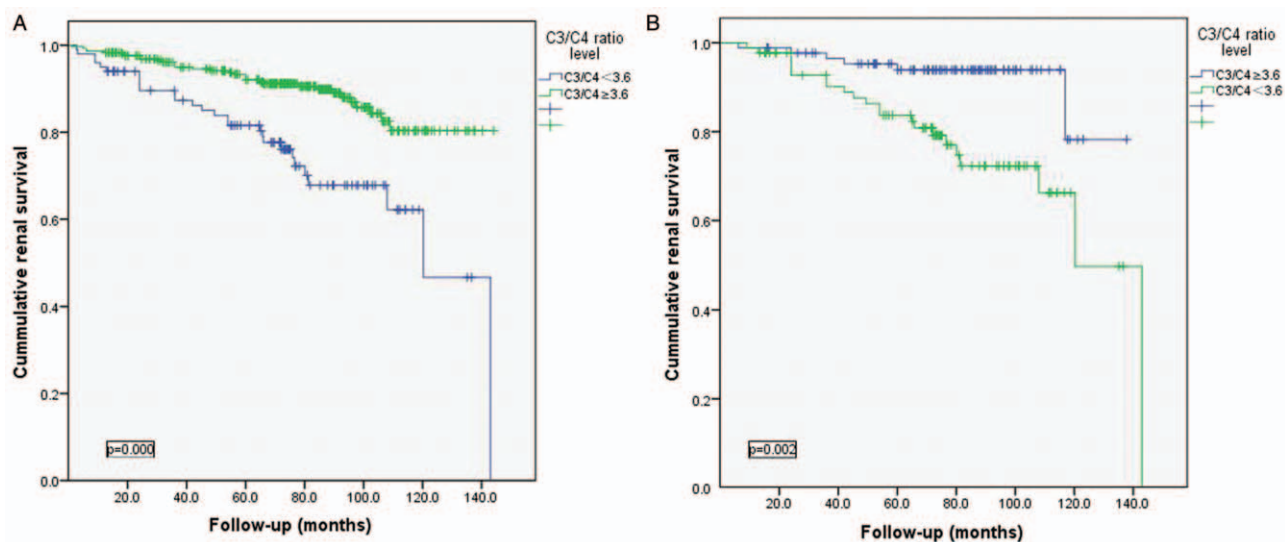 A
Cummulative renal survival
1.0
0.8
0.6
0.4
0.2
0.0
20.0 40.0 60.0 80.0 100.0 120.0 140.0
Follow-up (months)
p=0.000
C3/C4 ratio
level
C3/C4<3.6
C3/C4≥3.6
B
Cummulative renal survival
1.0
0.8
0.6
0.4
0.2
0.0
20.0 40.0 60.0 80.0 100.0 120.0 140.0
Follow-up (months)
p=0.002
C3/C4 ratio
level
C3/C4≥3.6
C3/C4<3.6